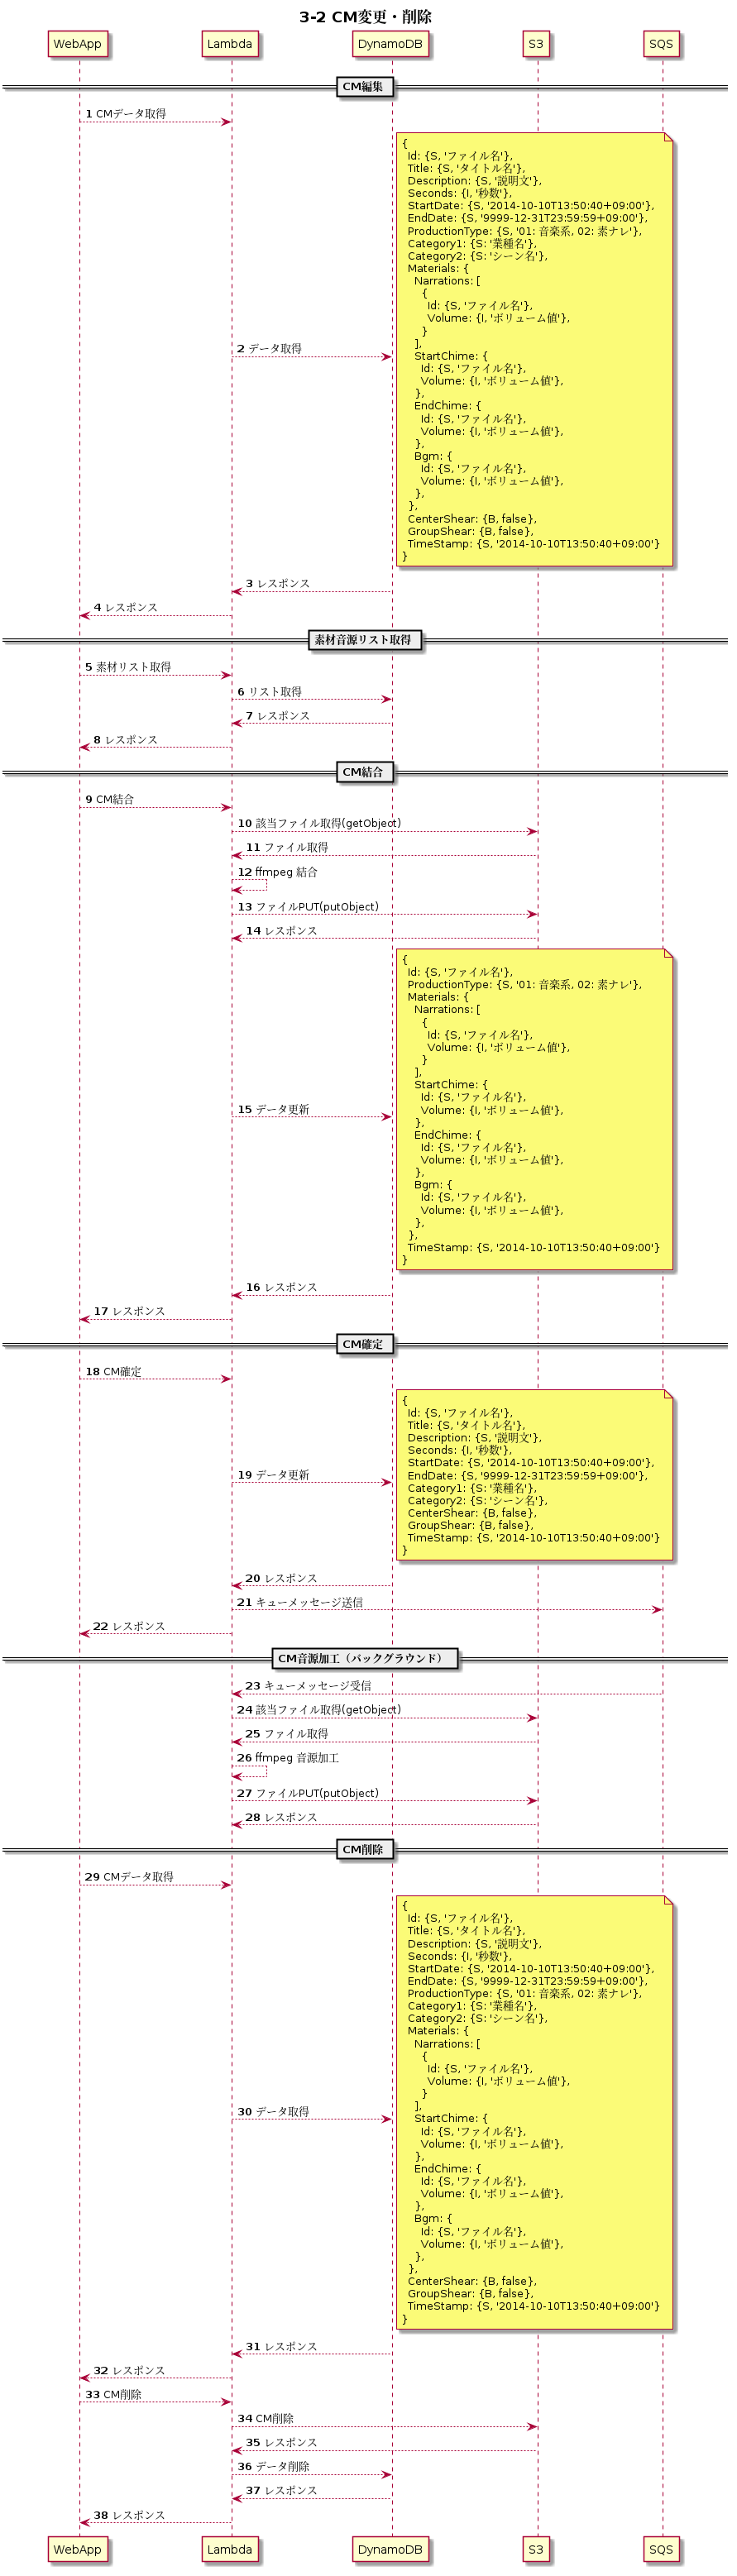 3-2 CM変更・削除
WebApp
Lambda
DynamoDB
S3
SQS
CM編集
1 CMデータ取得
{
Id: {S, 'ファイル名'},
Title: {S, 'タイトル名'},
Description: {S, '説明文'},
Seconds: {I, '秒数'},
StartDate: {S, '2014-10-10T13:50:40+09:00'},
EndDate: {S, '9999-12-31T23:59:59+09:00'},
ProductionType: {S, '01: 音楽系, 02: 素ナレ'},
Category1: {S: '業種名'},
Category2: {S: 'シーン名'},
Materials: {
Narrations: [
{
Id: {S, 'ファイル名'},
Volume: {I, 'ボリューム値'},
}
],
StartChime: {
Id: {S, 'ファイル名'},
Volume: {I, 'ボリューム値'},
},
EndChime: {
Id: {S, 'ファイル名'},
Volume: {I, 'ボリューム値'},
},
Bgm: {
Id: {S, 'ファイル名'},
Volume: {I, 'ボリューム値'},
},
},
CenterShear: {B, false},
GroupShear: {B, false},
TimeStamp: {S, '2014-10-10T13:50:40+09:00'}
}
2 データ取得
3 レスポンス
4 レスポンス
素材音源リスト取得
5 素材リスト取得
6 リスト取得
7 レスポンス
8 レスポンス
CM結合
9 CM結合
10 該当ファイル取得(getObject)
11 ファイル取得
12 ffmpeg 結合
13 ファイルPUT(putObject)
14 レスポンス
{
Id: {S, 'ファイル名'},
ProductionType: {S, '01: 音楽系, 02: 素ナレ'},
Materials: {
Narrations: [
{
Id: {S, 'ファイル名'},
Volume: {I, 'ボリューム値'},
}
],
StartChime: {
Id: {S, 'ファイル名'},
Volume: {I, 'ボリューム値'},
},
EndChime: {
Id: {S, 'ファイル名'},
Volume: {I, 'ボリューム値'},
},
Bgm: {
Id: {S, 'ファイル名'},
Volume: {I, 'ボリューム値'},
},
},
TimeStamp: {S, '2014-10-10T13:50:40+09:00'}
}
15 データ更新
16 レスポンス
17 レスポンス
CM確定
18 CM確定
{
Id: {S, 'ファイル名'},
Title: {S, 'タイトル名'},
Description: {S, '説明文'},
Seconds: {I, '秒数'},
StartDate: {S, '2014-10-10T13:50:40+09:00'},
EndDate: {S, '9999-12-31T23:59:59+09:00'},
Category1: {S: '業種名'},
Category2: {S: 'シーン名'},
CenterShear: {B, false},
GroupShear: {B, false},
TimeStamp: {S, '2014-10-10T13:50:40+09:00'}
}
19 データ更新
20 レスポンス
21 キューメッセージ送信
22 レスポンス
CM音源加工（バックグラウンド）
23 キューメッセージ受信
24 該当ファイル取得(getObject)
25 ファイル取得
26 ffmpeg 音源加工
27 ファイルPUT(putObject)
28 レスポンス
CM削除
29 CMデータ取得
{
Id: {S, 'ファイル名'},
Title: {S, 'タイトル名'},
Description: {S, '説明文'},
Seconds: {I, '秒数'},
StartDate: {S, '2014-10-10T13:50:40+09:00'},
EndDate: {S, '9999-12-31T23:59:59+09:00'},
ProductionType: {S, '01: 音楽系, 02: 素ナレ'},
Category1: {S: '業種名'},
Category2: {S: 'シーン名'},
Materials: {
Narrations: [
{
Id: {S, 'ファイル名'},
Volume: {I, 'ボリューム値'},
}
],
StartChime: {
Id: {S, 'ファイル名'},
Volume: {I, 'ボリューム値'},
},
EndChime: {
Id: {S, 'ファイル名'},
Volume: {I, 'ボリューム値'},
},
Bgm: {
Id: {S, 'ファイル名'},
Volume: {I, 'ボリューム値'},
},
},
CenterShear: {B, false},
GroupShear: {B, false},
TimeStamp: {S, '2014-10-10T13:50:40+09:00'}
}
30 データ取得
31 レスポンス
32 レスポンス
33 CM削除
34 CM削除
35 レスポンス
36 データ削除
37 レスポンス
38 レスポンス
WebApp
Lambda
DynamoDB
S3
SQS